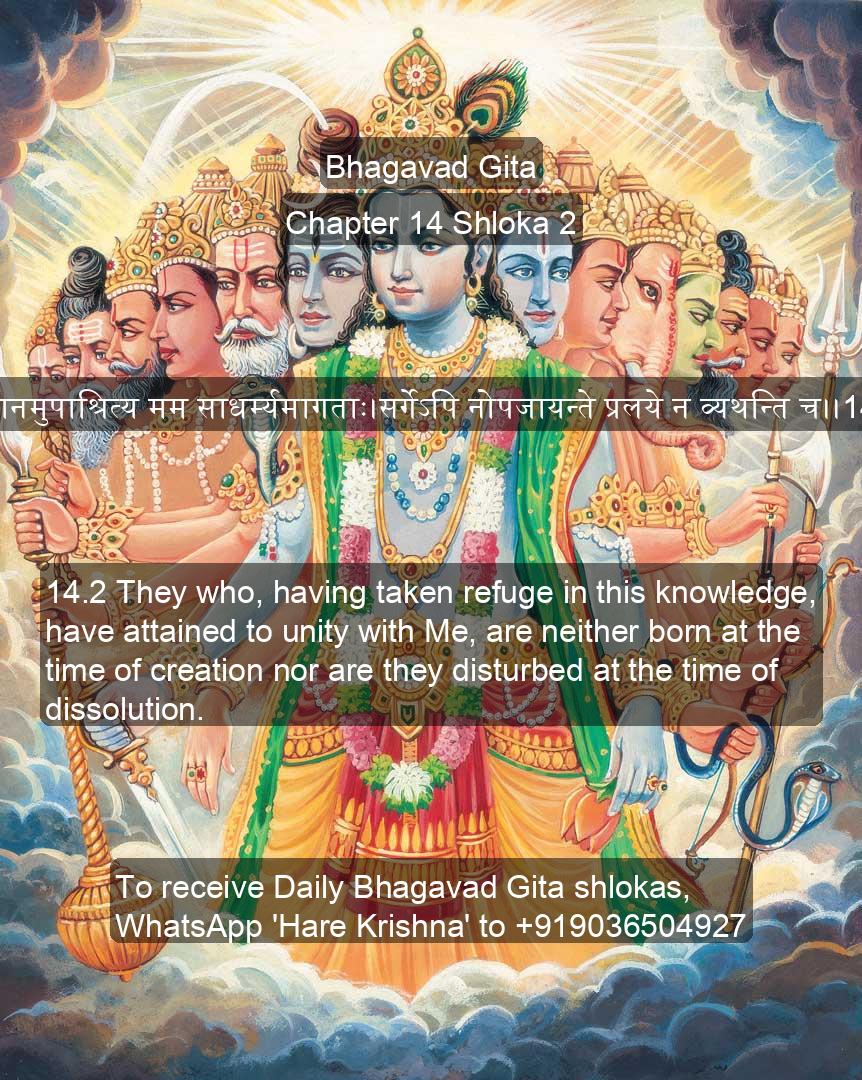 Bhagavad Gita
Chapter 14 Shloka 2
ानमुपाश्रित्य मम साधर्म्यमागताः।सर्गेऽपि नोपजायन्ते प्रलये न व्यथन्ति च।।1
14.2 They who, having taken refuge in this knowledge,
have attained to unity with Me, are neither born at the
time of creation nor are they disturbed at the time of
dissolution.
To receive Daily Bhagavad Gita shlokas,
WhatsApp 'Hare Krishna' to +919036504927